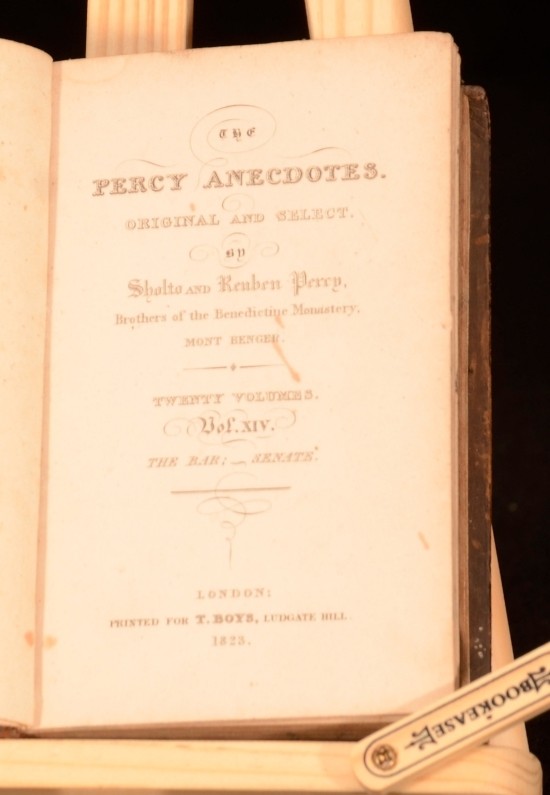 THE
PERCY ANECDOTES.
ORIGINAL AND SELECT.
BY
Sholto AND Reuben Percy,
Brothers of the Benedictine Monastery,
MONT BENGER.
TWENTY VOLUMES.
Vol. XIV.
THE BAR; — SENATE.
LONDON:
PRINTED FOR T. BOYS, LUDGATE HILL.
1823.
BOOKEASEL